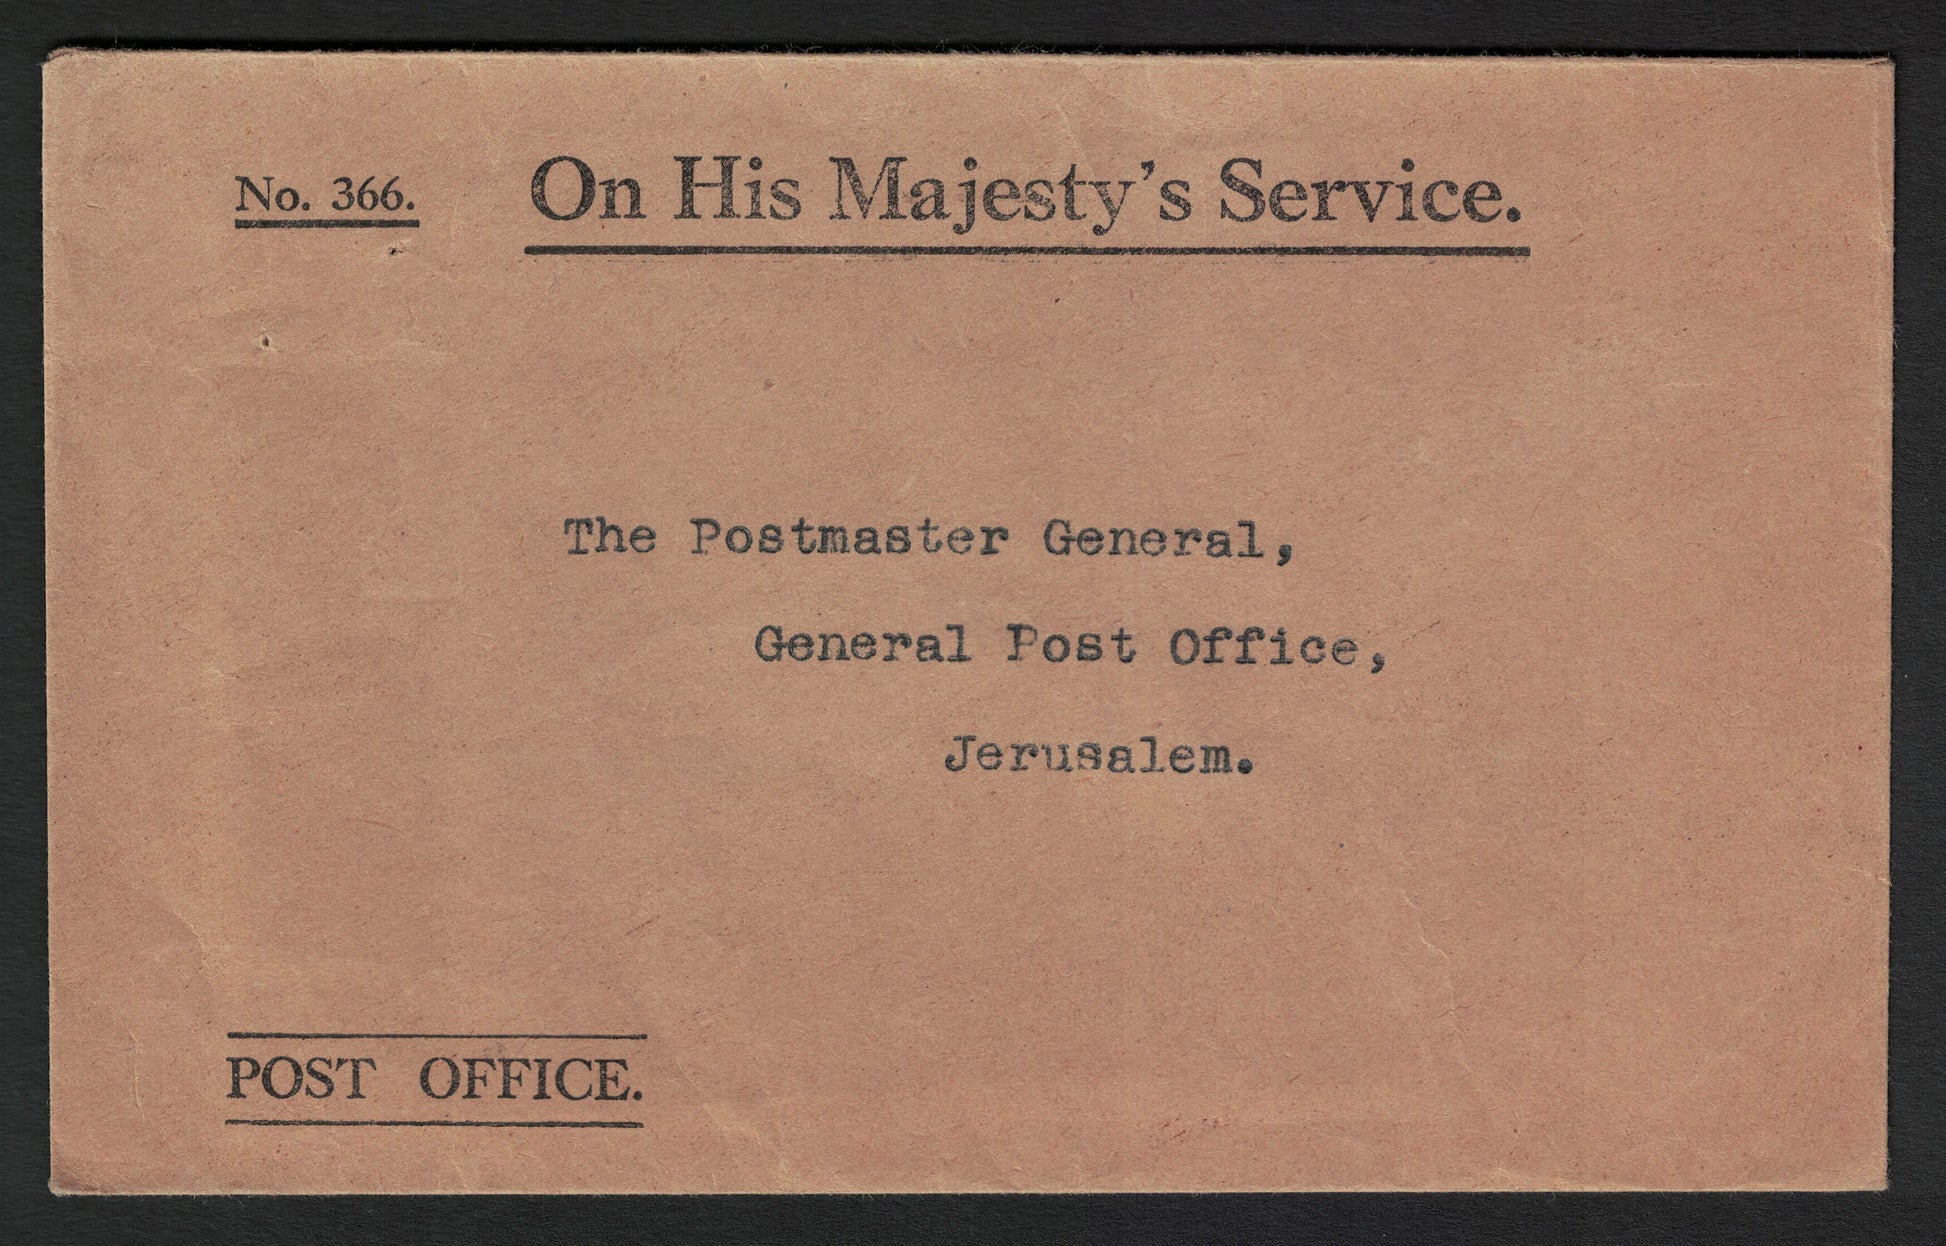 No. 366.
On His Majesty's Service.
The Postmaster General,
General Post Office,
Jerusalem.
POST OFFICE.